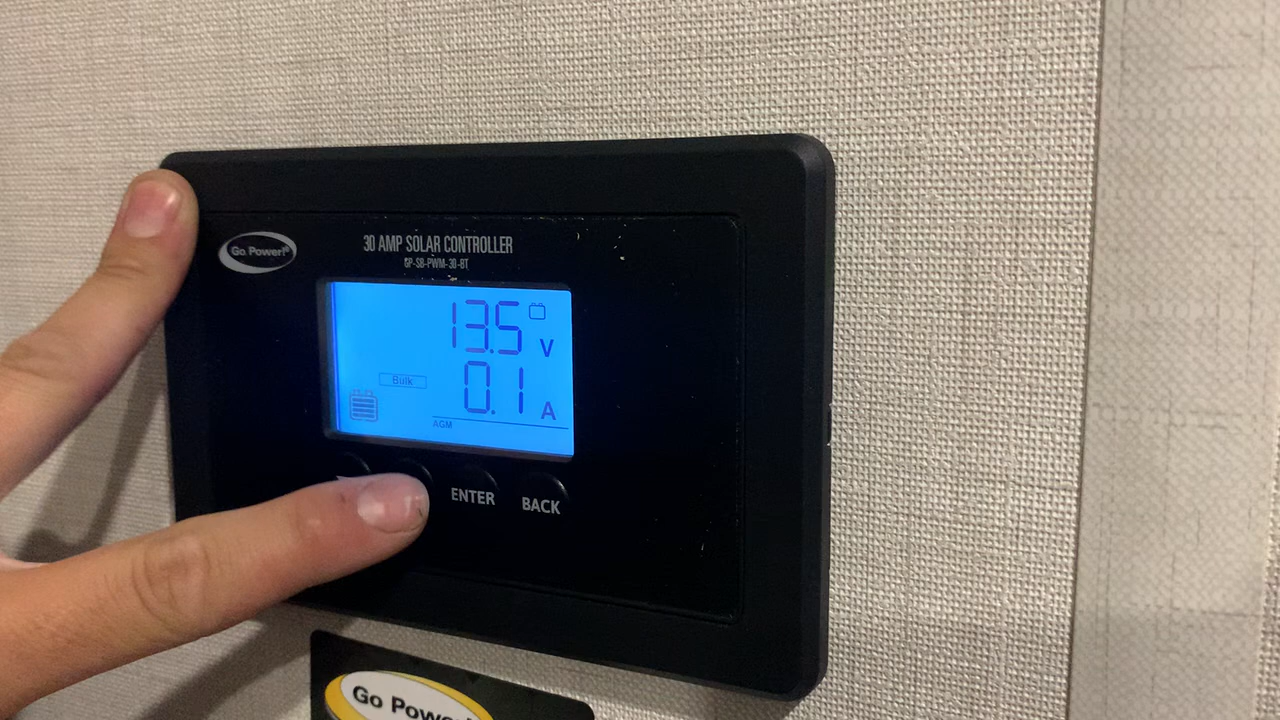 Go Power!®
30 AMP SOLAR CONTROLLER
GP-SB-PWM-30-BT
13.5 V
Bulk
0.1 A
AGM
ENTER BACK
Go Power!